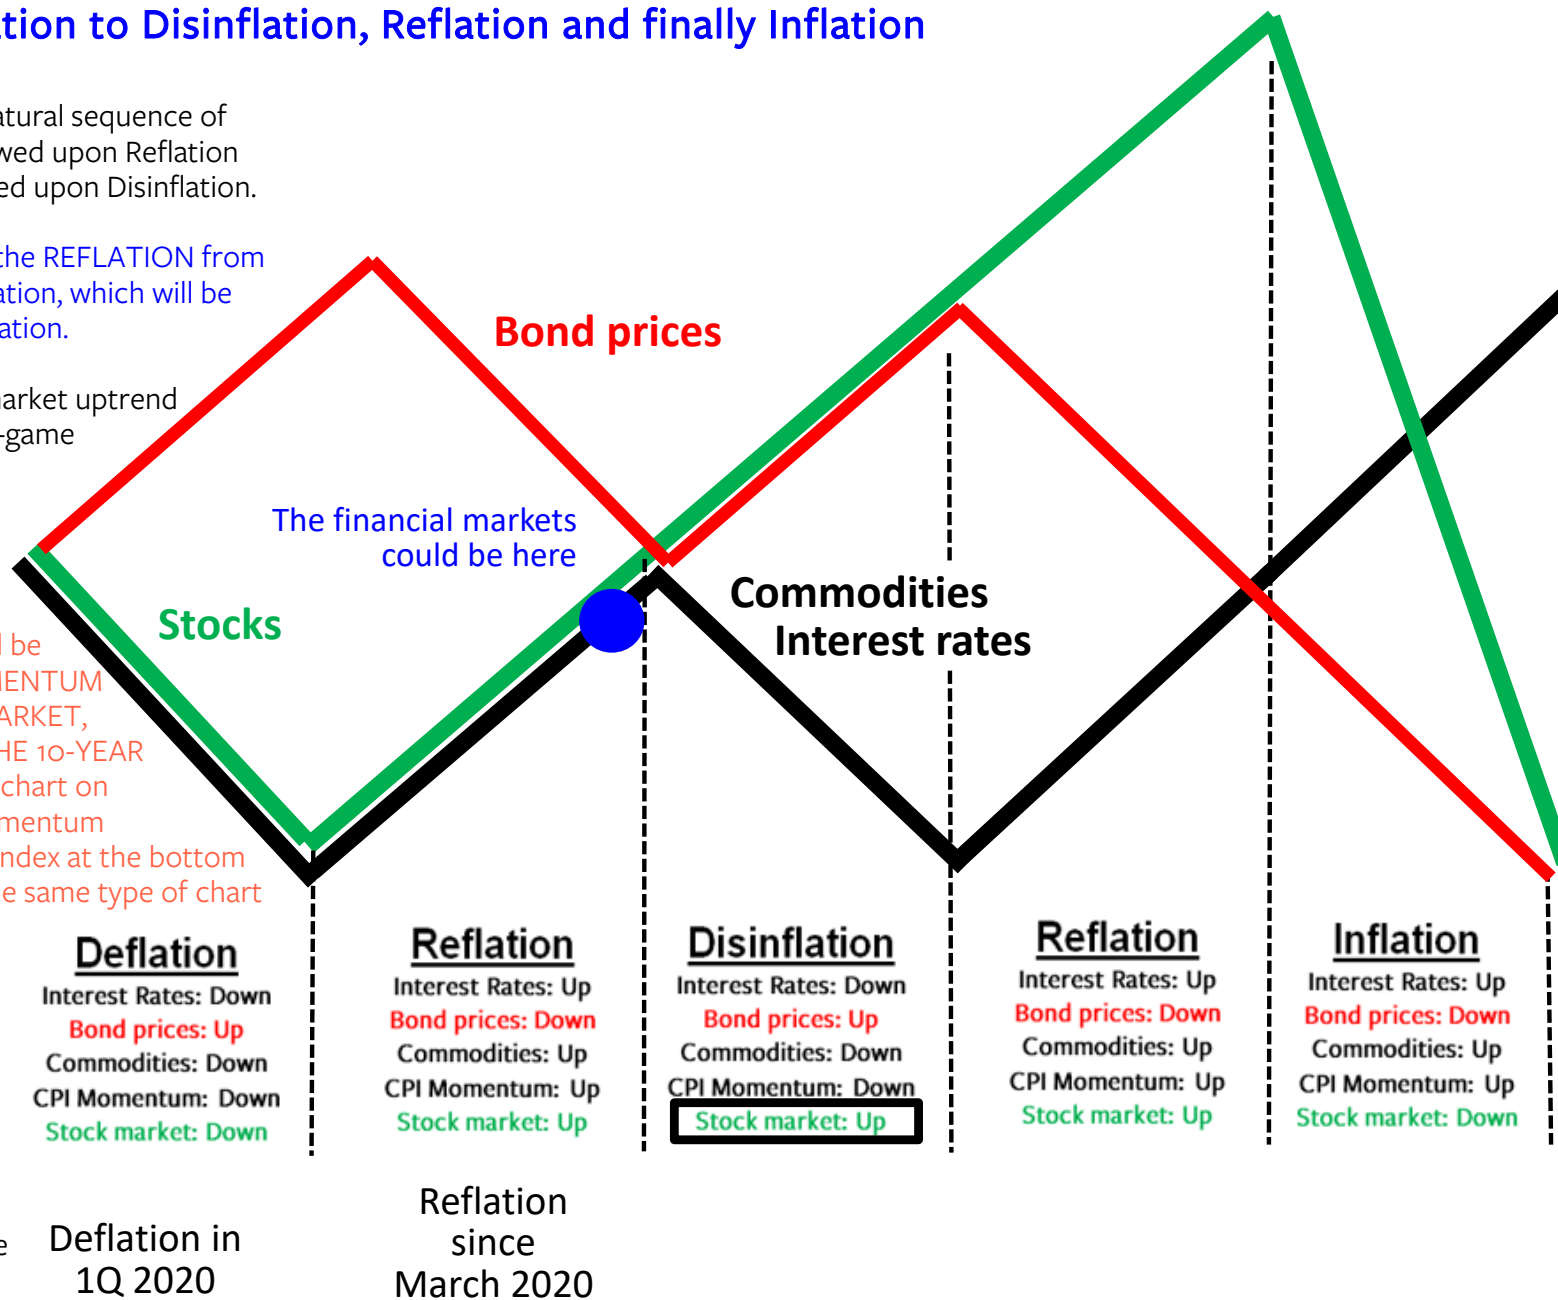 tion to Disinflation, Reflation and finally Inflation
atural sequence of
wed upon Reflation
ed upon Disinflation.
the REFLATION from
ation, which will be
ation.
market uptrend
-game
Bond prices
The financial markets
could be here
Stocks
Commodities
Interest rates
l be
MENTUM
ARKET,
HE 10-YEAR
chart on
mentum
ndex at the bottom
e same type of chart
Deflation
Interest Rates: Down
Bond prices: Up
Commodities: Down
CPI Momentum: Down
Stock market: Down
Reflation
Interest Rates: Up
Bond prices: Down
Commodities: Up
CPI Momentum: Up
Stock market: Up
Disinflation
Interest Rates: Down
Bond prices: Up
Commodities: Down
CPI Momentum: Down
Stock market: Up
Reflation
Interest Rates: Up
Bond prices: Down
Commodities: Up
CPI Momentum: Up
Stock market: Up
Inflation
Interest Rates: Up
Bond prices: Down
Commodities: Up
CPI Momentum: Up
Stock market: Down
e
Deflation in
1Q 2020
Reflation
since
March 2020